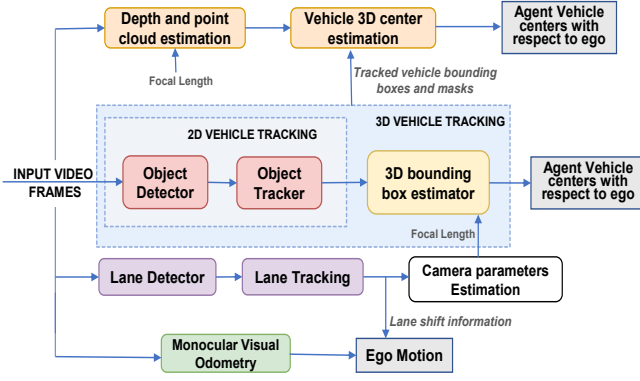 Depth and point
cloud estimation
Vehicle 3D center
estimation
Agent Vehicle
centers with
respect to ego
Focal Length
Tracked vehicle bounding
boxes and masks
3D VEHICLE TRACKING
2D VEHICLE TRACKING
INPUT VIDEO
FRAMES
Object
Detector
Object
Tracker
3D bounding
box estimator
Agent Vehicle
centers with
respect to ego
Focal Length
Lane Detector
Lane Tracking
Camera parameters
Estimation
Lane shift information
Monocular Visual
Odometry
Ego Motion